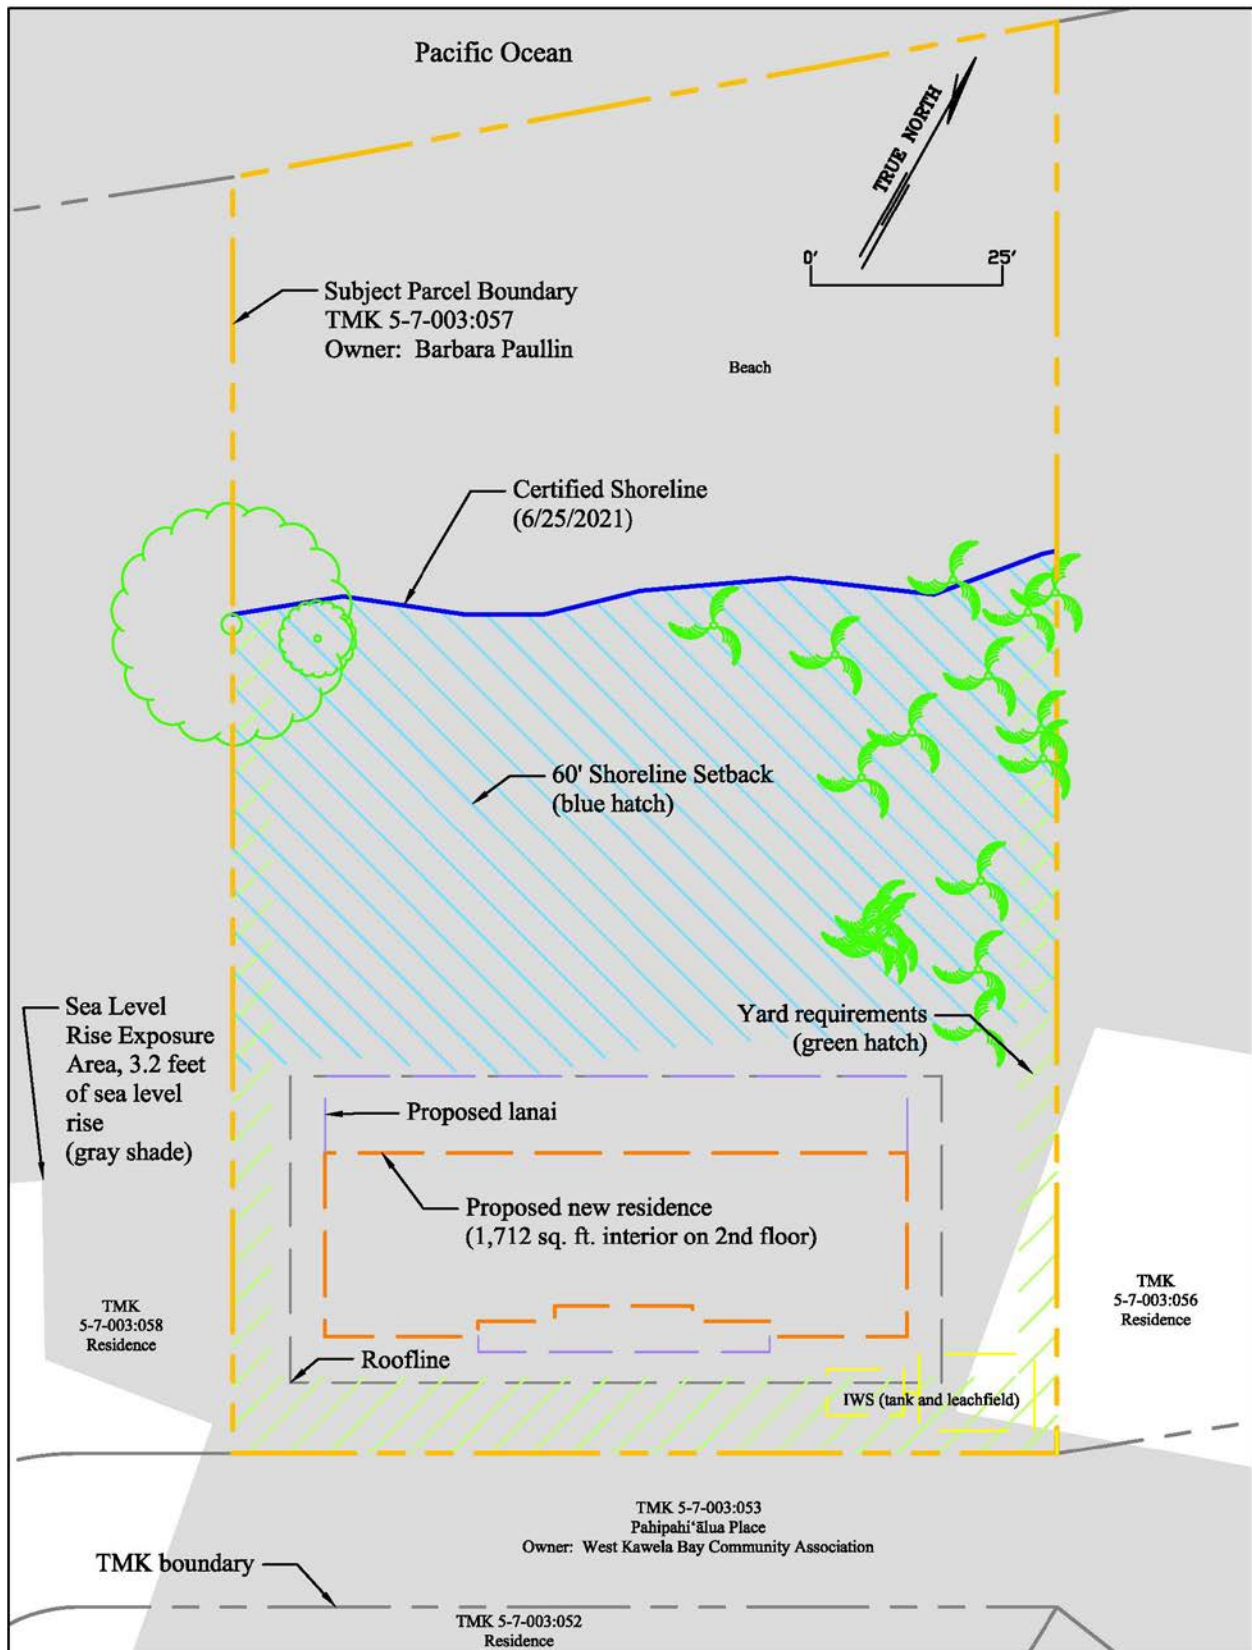 Pacific Ocean
TRUE NORTH
0'
25'
Subject Parcel Boundary
TMK 5-7-003:057
Owner: Barbara Paullin
Beach
Certified Shoreline
(6/25/2021)
60' Shoreline Setback
(blue hatch)
Sea Level
Rise Exposure
Area, 3.2 feet
of sea level
rise
(gray shade)
Yard requirements
(green hatch)
Proposed lanai
Proposed new residence
(1,712 sq. ft. interior on 2nd floor)
TMK
5-7-003:058
Residence
TMK
5-7-003:056
Residence
Roofline
IWS (tank and leachfield)
TMK 5-7-003:053
Pahipahi‘ālua Place
Owner: West Kawela Bay Community Association
TMK boundary
TMK 5-7-003:052
Residence